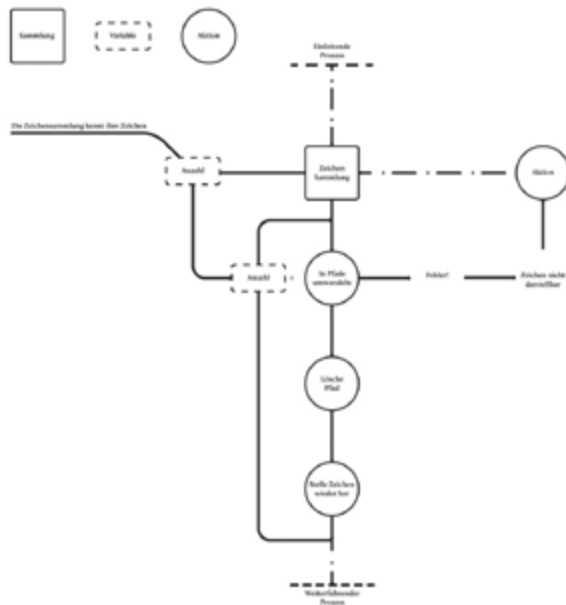 Sammlung
Variable
Aktion
Einleitende
Prozess
Die Zeichensammlung kennt ihre Zeichen
Anzahl
Zeichen
Sammlung
Aktion
Anzahl
In Pfade
umwandeln
Fehler!
Zeichen nicht
darstellbar
Lösche
Pfad
Stelle Zeichen
wieder her
Weiterführender
Prozess